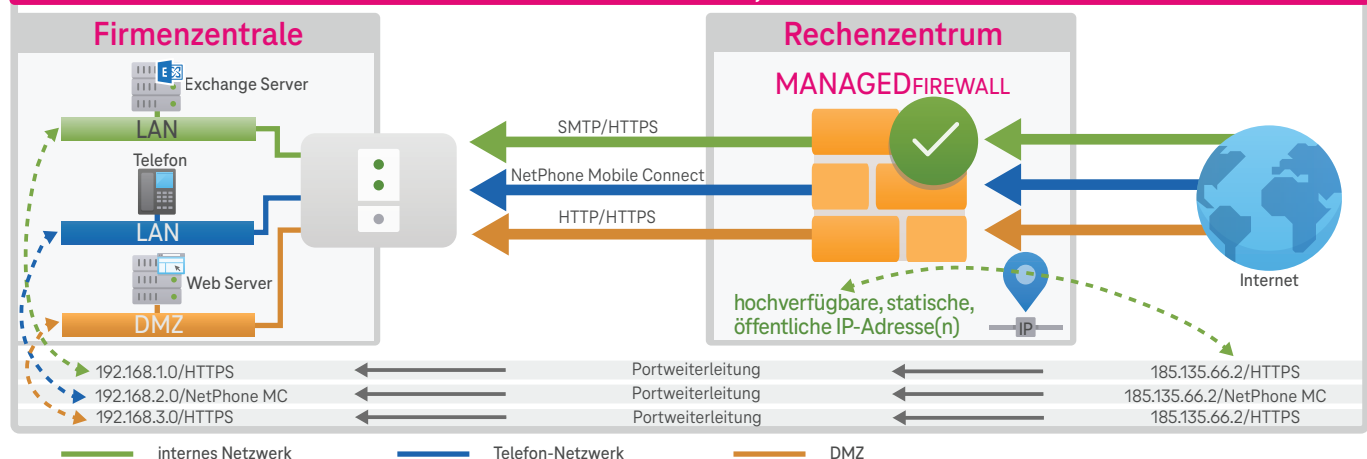 Firmenzentrale
Rechenzentrum
Exchange Server
LAN
Telefon
LAN
Web Server
DMZ
SMTP/HTTPS
NetPhone Mobile Connect
HTTP/HTTPS
MANAGEDFIREWALL
hochverfügbare, statische,
öffentliche IP-Adresse(n)
IP
Internet
192.168.1.0/HTTPS Portweiterleitung 185.135.66.2/HTTPS
192.168.2.0/NetPhone MC Portweiterleitung 185.135.66.2/NetPhone MC
192.168.3.0/HTTPS Portweiterleitung 185.135.66.2/HTTPS
internes Netzwerk Telefon-Netzwerk DMZ